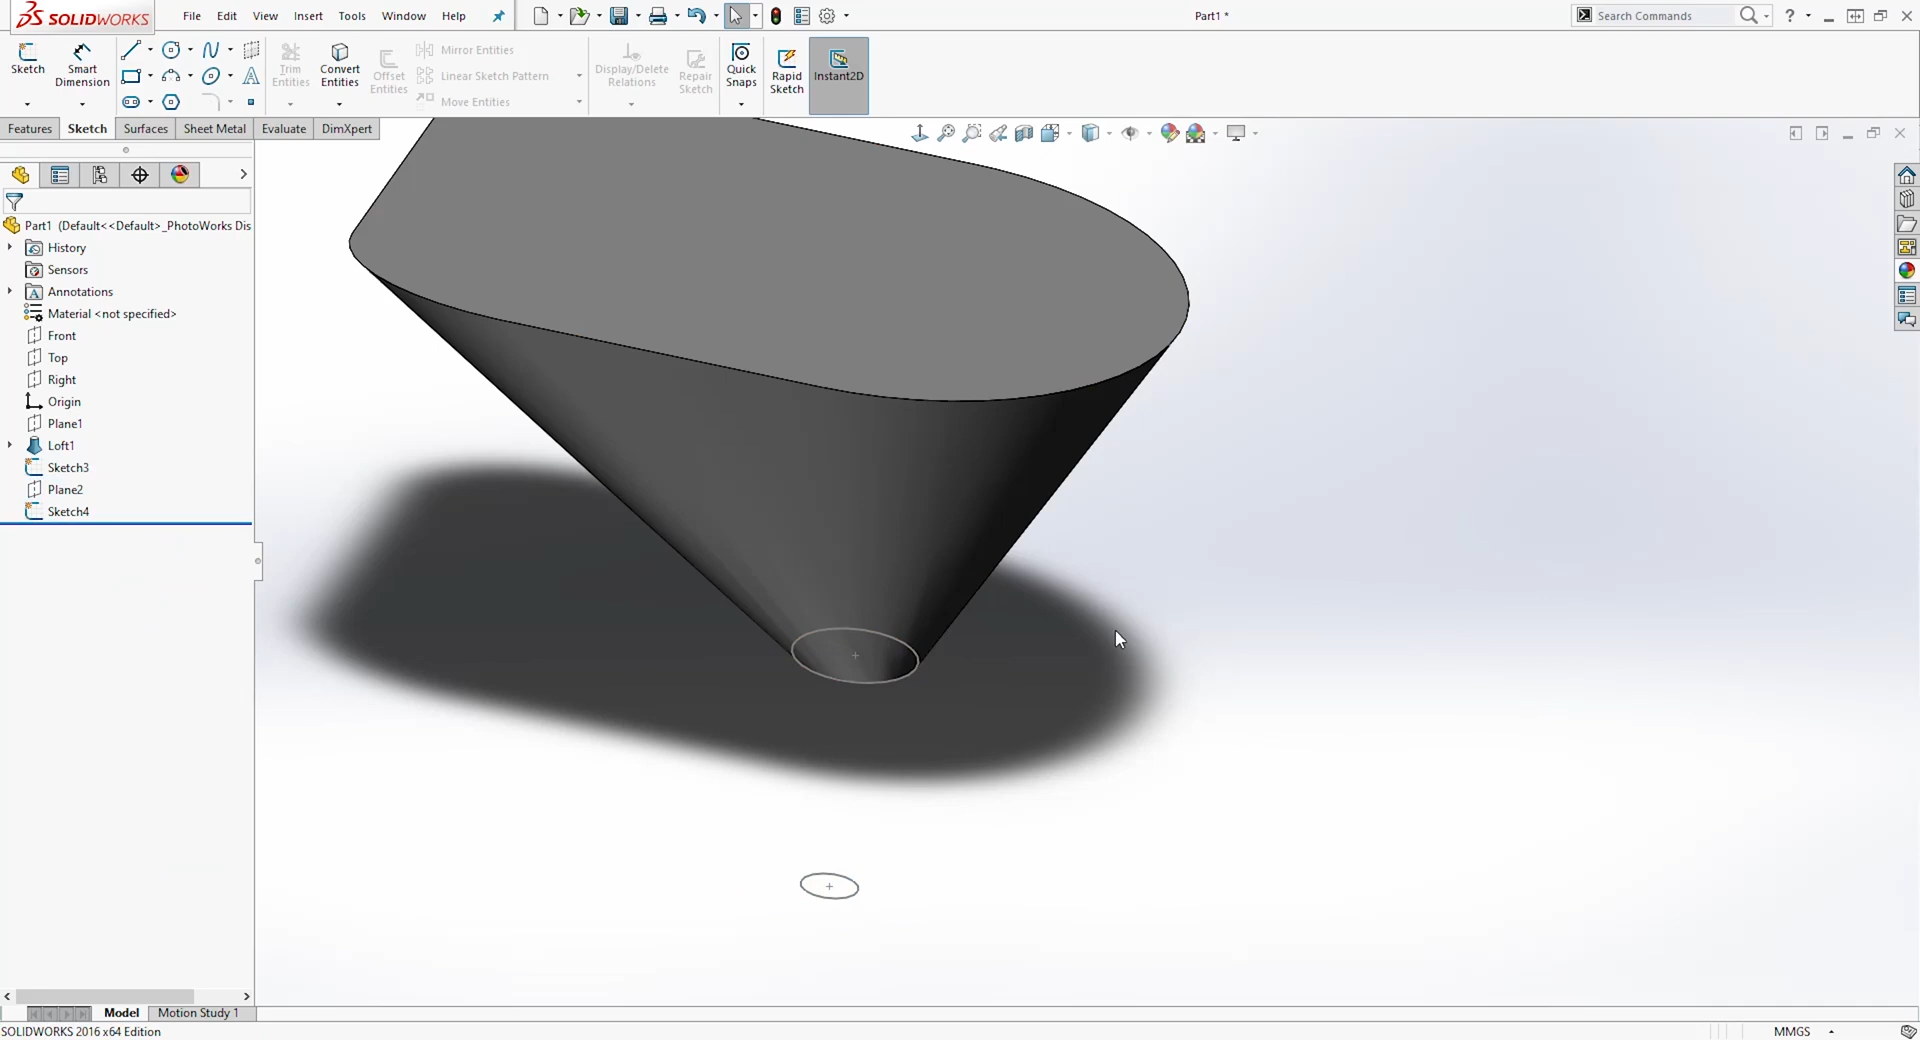 SOLIDWORKS File Edit View Insert Tools Window Help Part1 * Search Commands ?
Sketch Smart Dimension Trim Entities Convert Entities Offset Entities Mirror Entities Linear Sketch Pattern Move Entities Display/Delete Relations Repair Sketch Quick Snaps Rapid Sketch Instant2D
Features Sketch Surfaces Sheet Metal Evaluate DimXpert
Part1 (Default<<Default>_PhotoWorks Dis
History
Sensors
Annotations
Material <not specified>
Front
Top
Right
Origin
Plane1
Loft1
Sketch3
Plane2
Sketch4
Model Motion Study 1
SOLIDWORKS 2016 x64 Edition MMGS